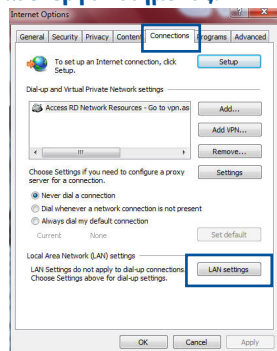 Internet Options
General Security Privacy Content Connections Programs Advanced
To set up an Internet connection, click
Setup.
Setup
Dial-up and Virtual Private Network settings
Access RD Network Resources - Go to vpn.as
Add...
Add VPN...
Remove...
Choose Settings if you need to configure a proxy
server for a connection.
Settings
Never dial a connection
Dial whenever a network connection is not present
Always dial my default connection
Current None
Set default
Local Area Network (LAN) settings
LAN Settings do not apply to dial-up connections.
Choose Settings above for dial-up settings.
LAN settings
OK Cancel Apply